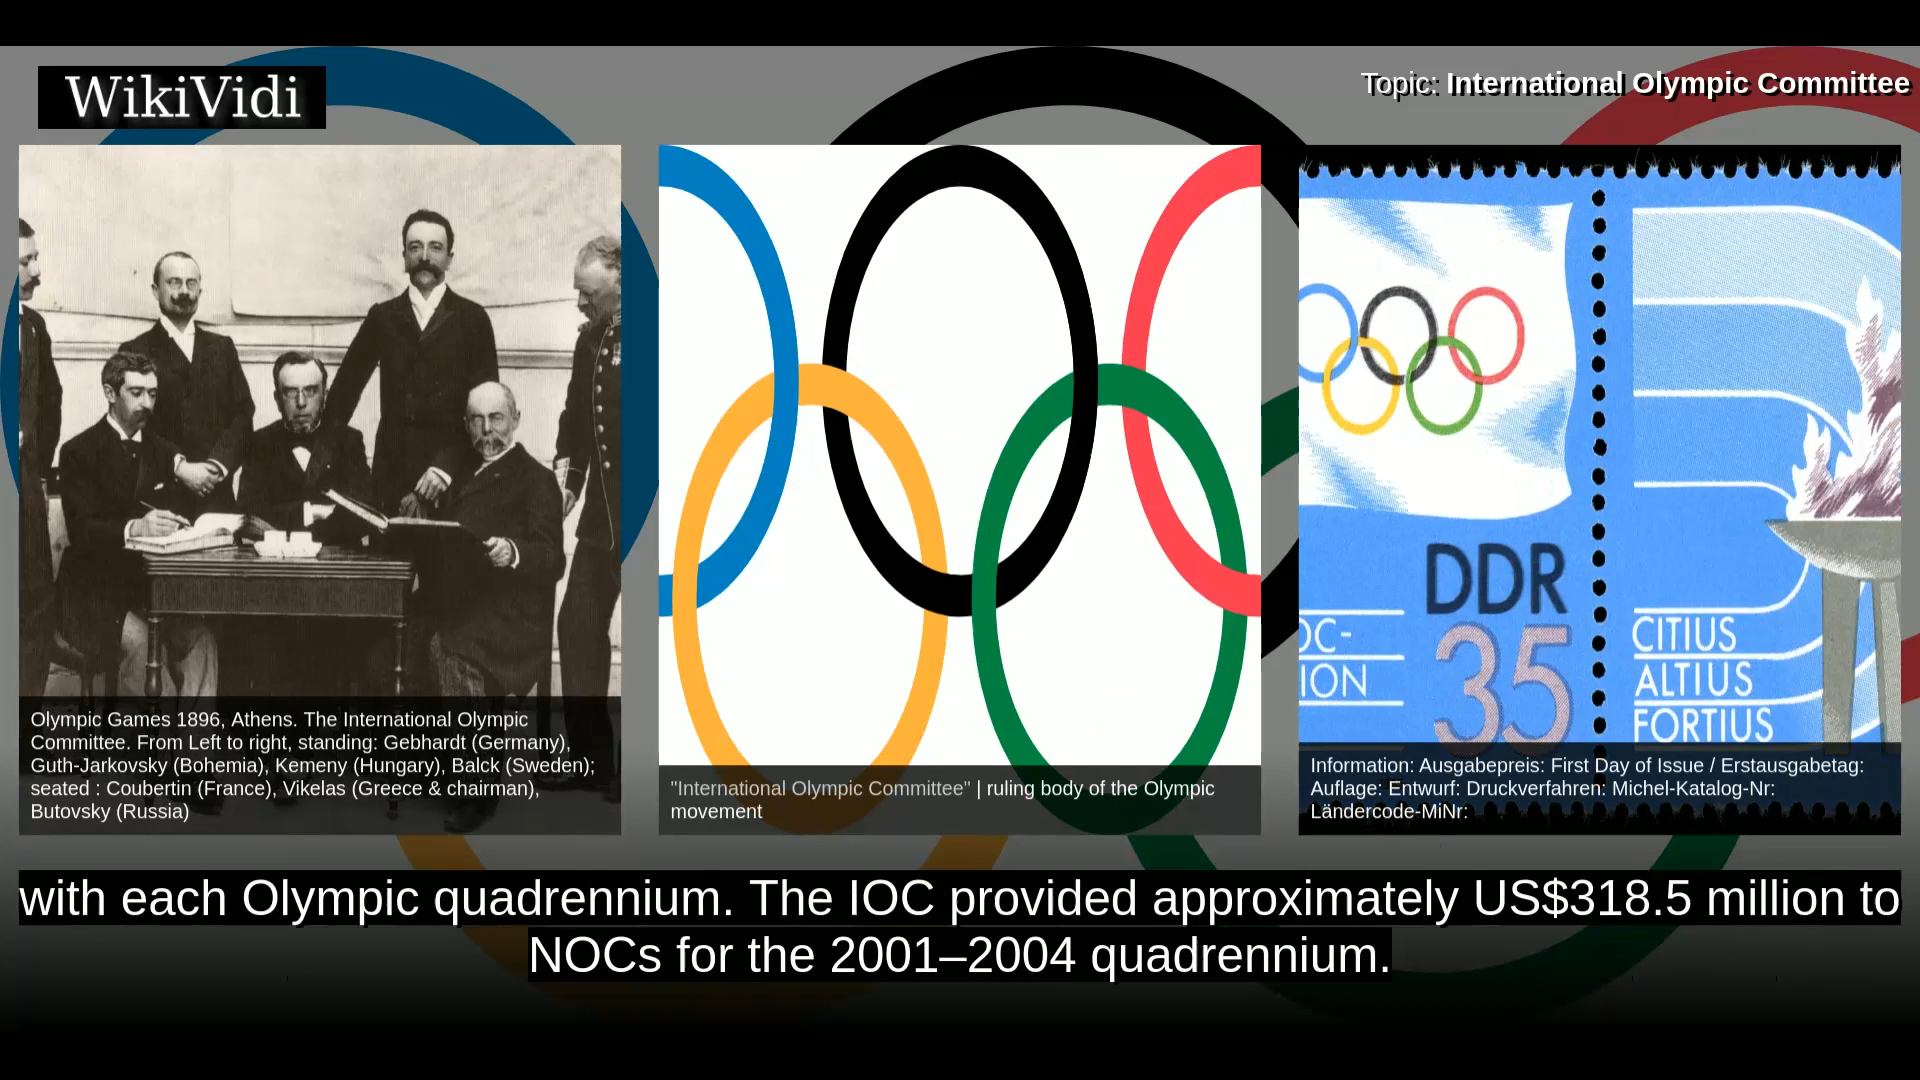 WikiVidi
Topic: International Olympic Committee
Olympic Games 1896, Athens. The International Olympic
Committee. From Left to right, standing: Gebhardt (Germany),
Guth-Jarkovsky (Bohemia), Kemeny (Hungary), Balck (Sweden);
seated : Coubertin (France), Vikelas (Greece & chairman),
Butovsky (Russia)
"International Olympic Committee" | ruling body of the Olympic
movement
DDR
35
OC-
ION
CITIUS
ALTIUS
FORTIUS
Information: Ausgabepreis: First Day of Issue / Erstausgabetag:
Auflage: Entwurf: Druckverfahren: Michel-Katalog-Nr:
Ländercode-MiNr:
with each Olympic quadrennium. The IOC provided approximately US$318.5 million to
NOCs for the 2001–2004 quadrennium.